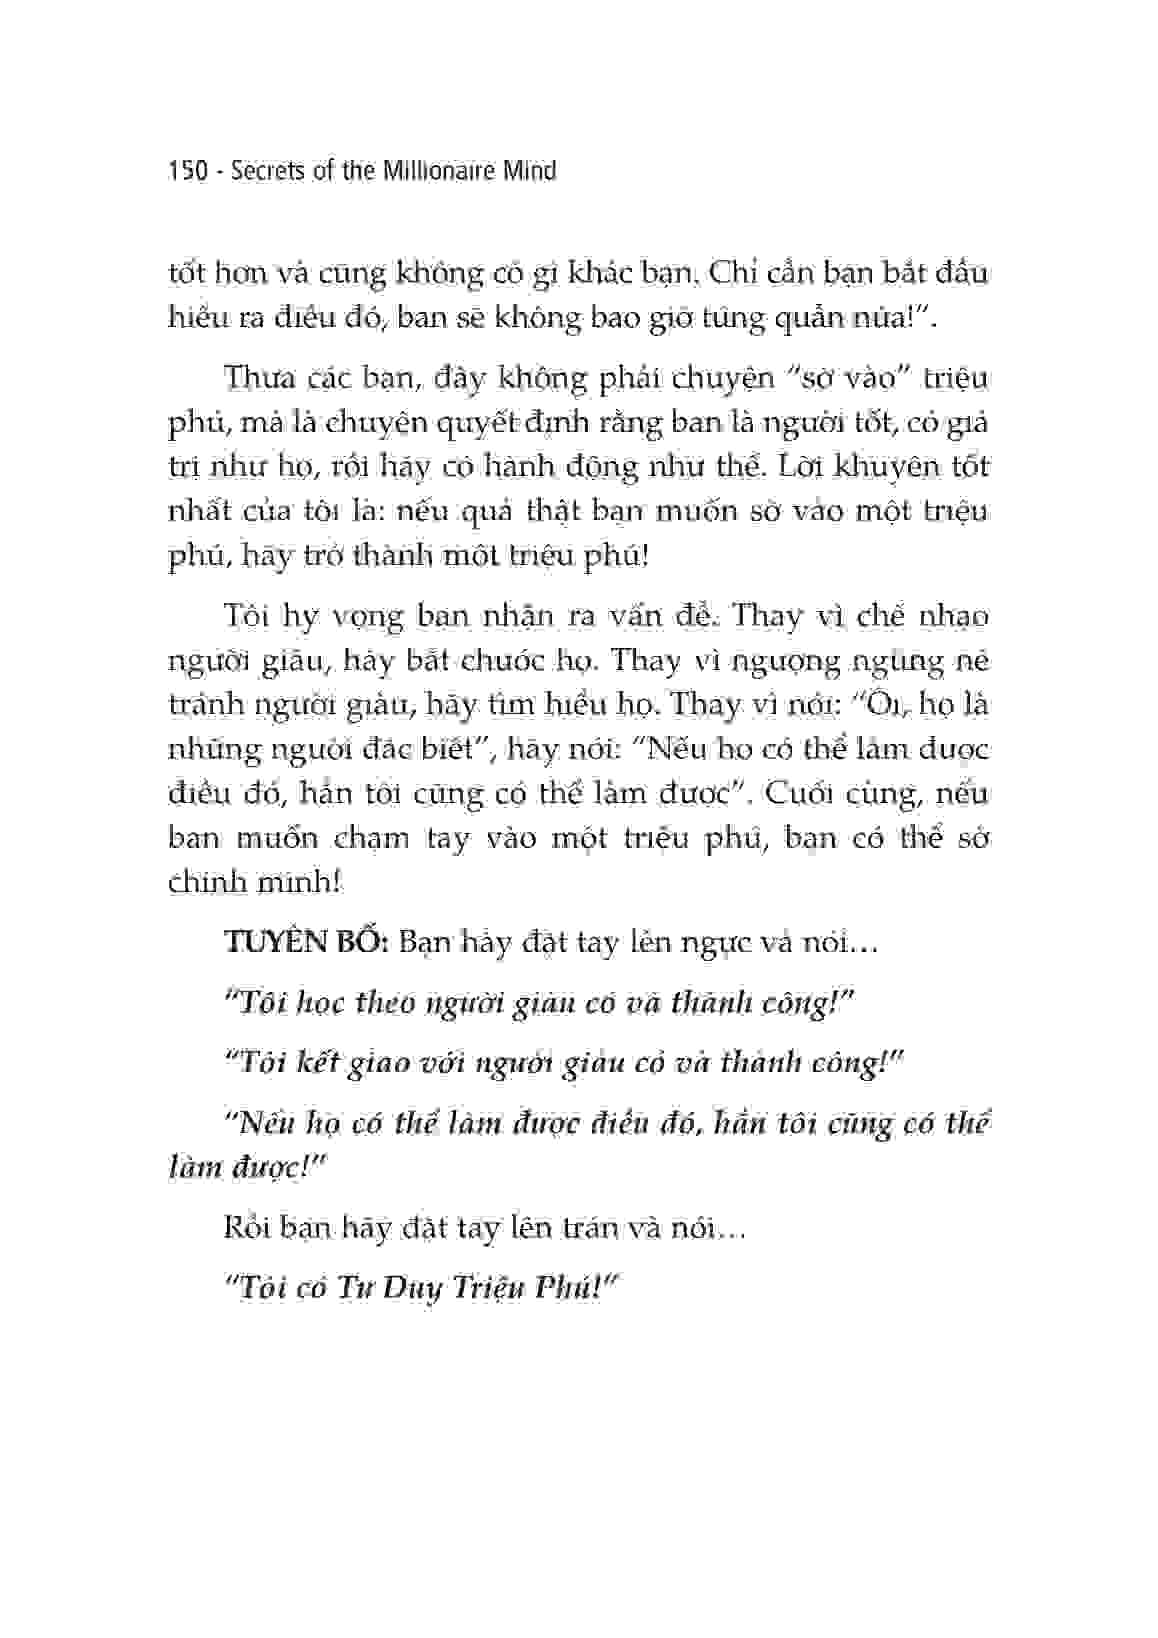 150 - Secrets of the Millionaire Mind
tốt hơn và cũng không có gì khác bạn. Chỉ cần bạn bắt đầu
hiểu ra điều đó, bạn sẽ không bao giờ túng quẫn nữa!”.
Thưa các bạn, đây không phải chuyện “sờ vào” triệu
phú, mà là chuyện quyết định rằng bạn là người tốt, có giá
trị như họ, rồi hãy có hành động như thế. Lời khuyên tốt
nhất của tôi là: nếu quả thật bạn muốn sờ vào một triệu
phú, hãy trở thành một triệu phú!
Tôi hy vọng bạn nhận ra vấn đề. Thay vì chế nhạo
người giàu, hãy bắt chước họ. Thay vì ngượng ngùng né
tránh người giàu, hãy tìm hiểu họ. Thay vì nói: “Ôi, họ là
những người đặc biệt”, hãy nói: “Nếu họ có thể làm được
điều đó, hẳn tôi cũng có thể làm được”. Cuối cùng, nếu
bạn muốn chạm tay vào một triệu phú, bạn có thể sờ
chính mình!
TUYÊN BỐ: Bạn hãy đặt tay lên ngực và nói…
“Tôi học theo người giàu có và thành công!”
“Tôi kết giao với người giàu có và thành công!”
“Nếu họ có thể làm được điều đó, hẳn tôi cũng có thể
làm được!”
Rồi bạn hãy đặt tay lên trán và nói…
“Tôi có Tư Duy Triệu Phú!”